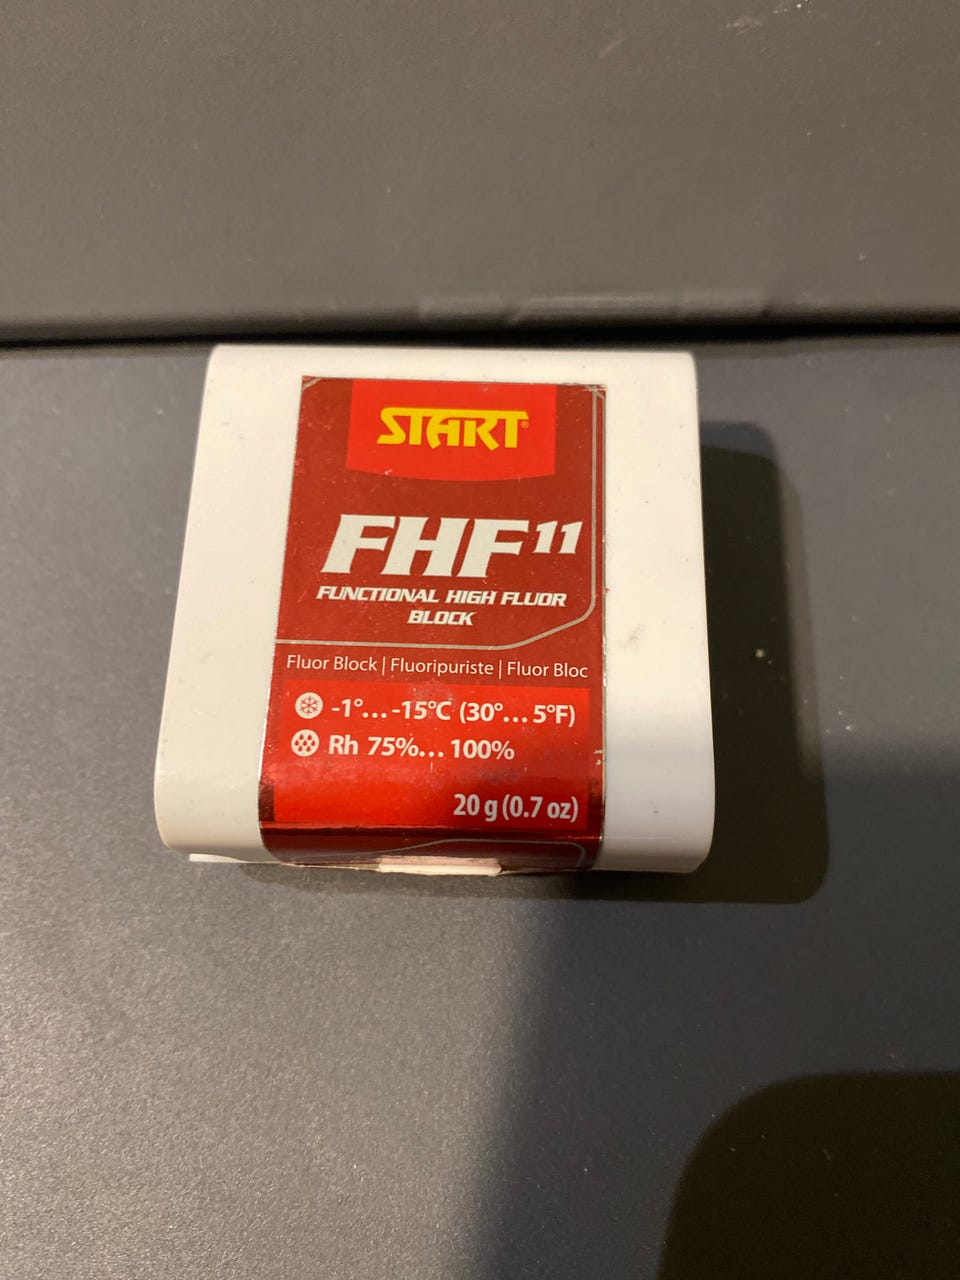 START®
FHF11
FUNCTIONAL HIGH FLUOR
BLOCK
Fluor Block | Fluoripuriste | Fluor Bloc
-1°... -15°C (30°... 5°F)
Rh 75%... 100%
20 g (0.7 oz)